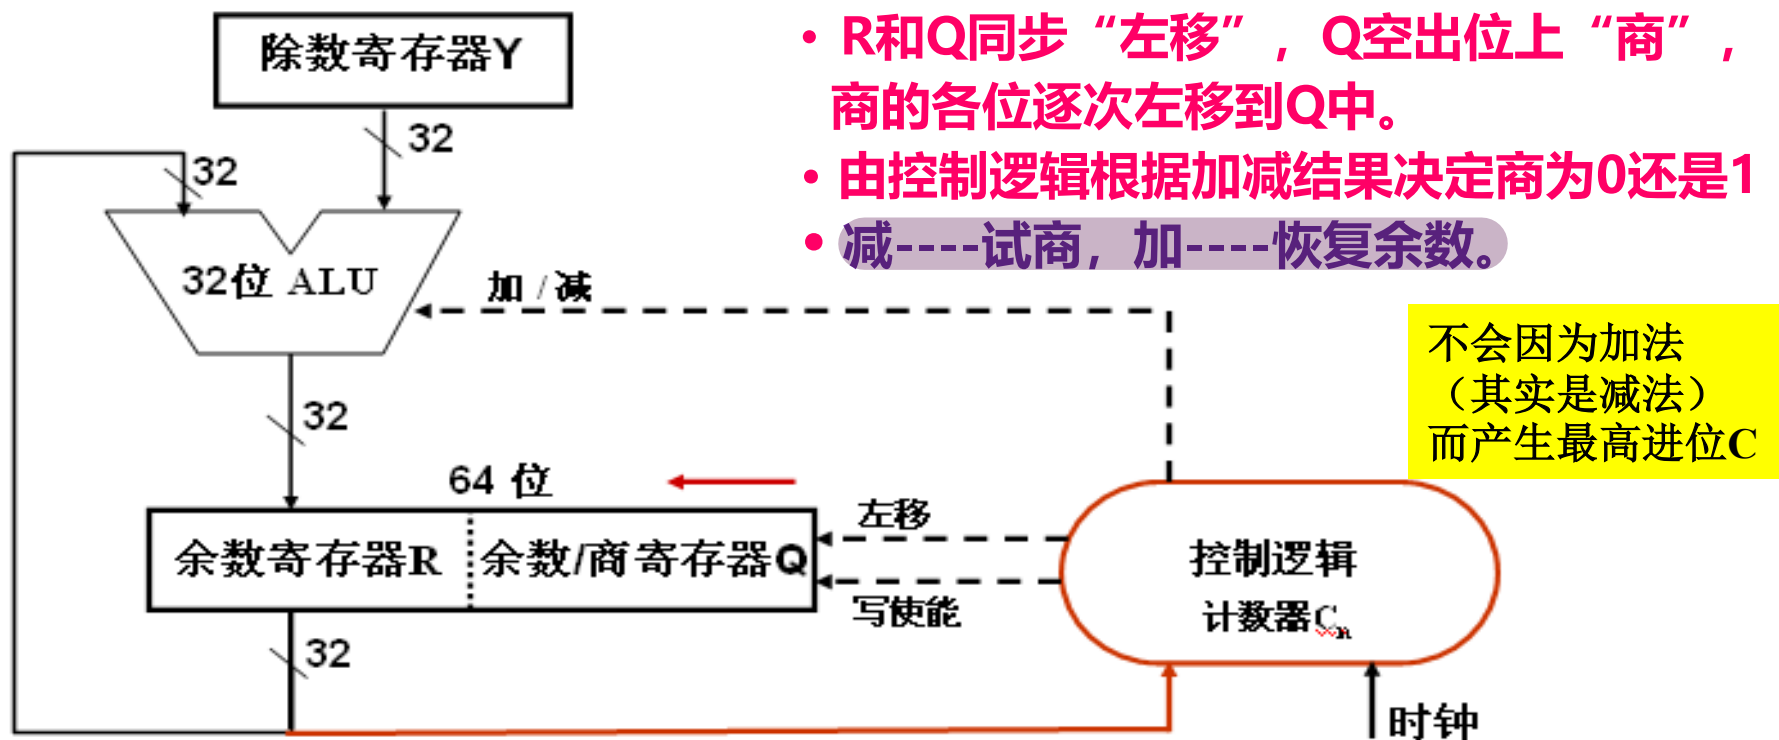 除数寄存器Y
• R和Q同步“左移”，Q空出位上“商”，
商的各位逐次左移到Q中。
• 由控制逻辑根据加减结果决定商为0还是1
• 减----试商，加----恢复余数。
32
32
32位 ALU
加 / 减
不会因为加法
（其实是减法）
而产生最高进位C
32
64 位
左移
余数寄存器R
余数/商寄存器Q
控制逻辑
写使能
计数器Cn
32
时钟